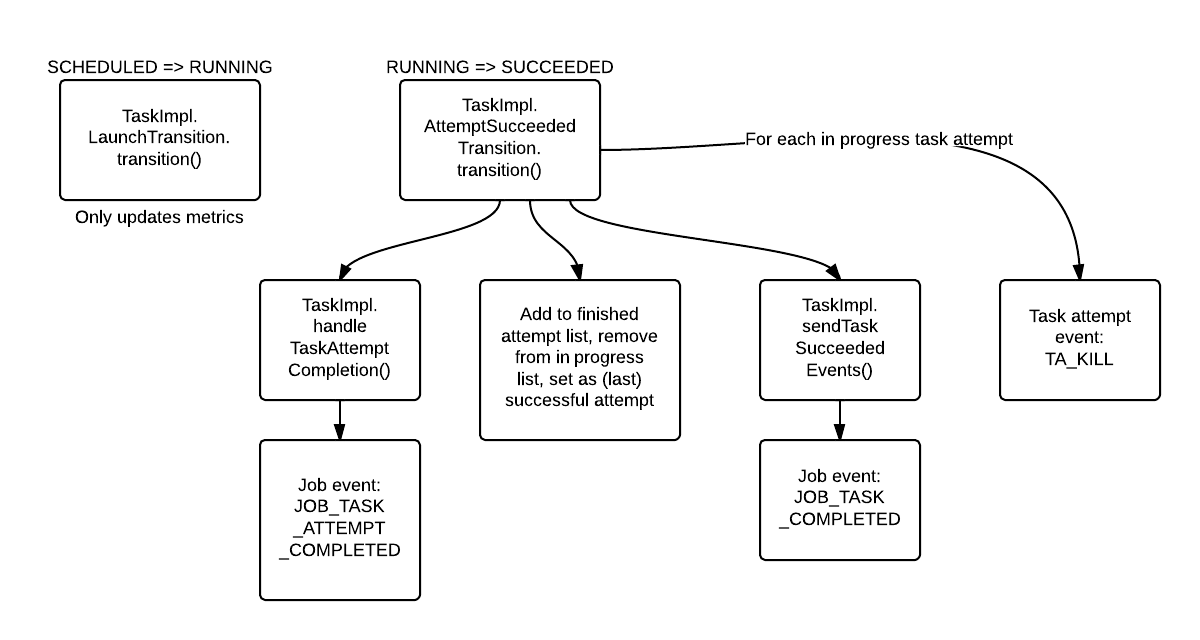 SCHEDULED => RUNNING
TaskImpl.
LaunchTransition.
transition()
Only updates metrics
RUNNING => SUCCEEDED
TaskImpl.
AttemptSucceeded
Transition.
transition()
For each in progress task attempt
TaskImpl.
handle
TaskAttempt
Completion()
Add to finished
attempt list, remove
from in progress
list, set as (last)
successful attempt
TaskImpl.
sendTask
Succeeded
Events()
Task attempt
event:
TA_KILL
Job event:
JOB_TASK
_ATTEMPT
_COMPLETED
Job event:
JOB_TASK
_COMPLETED